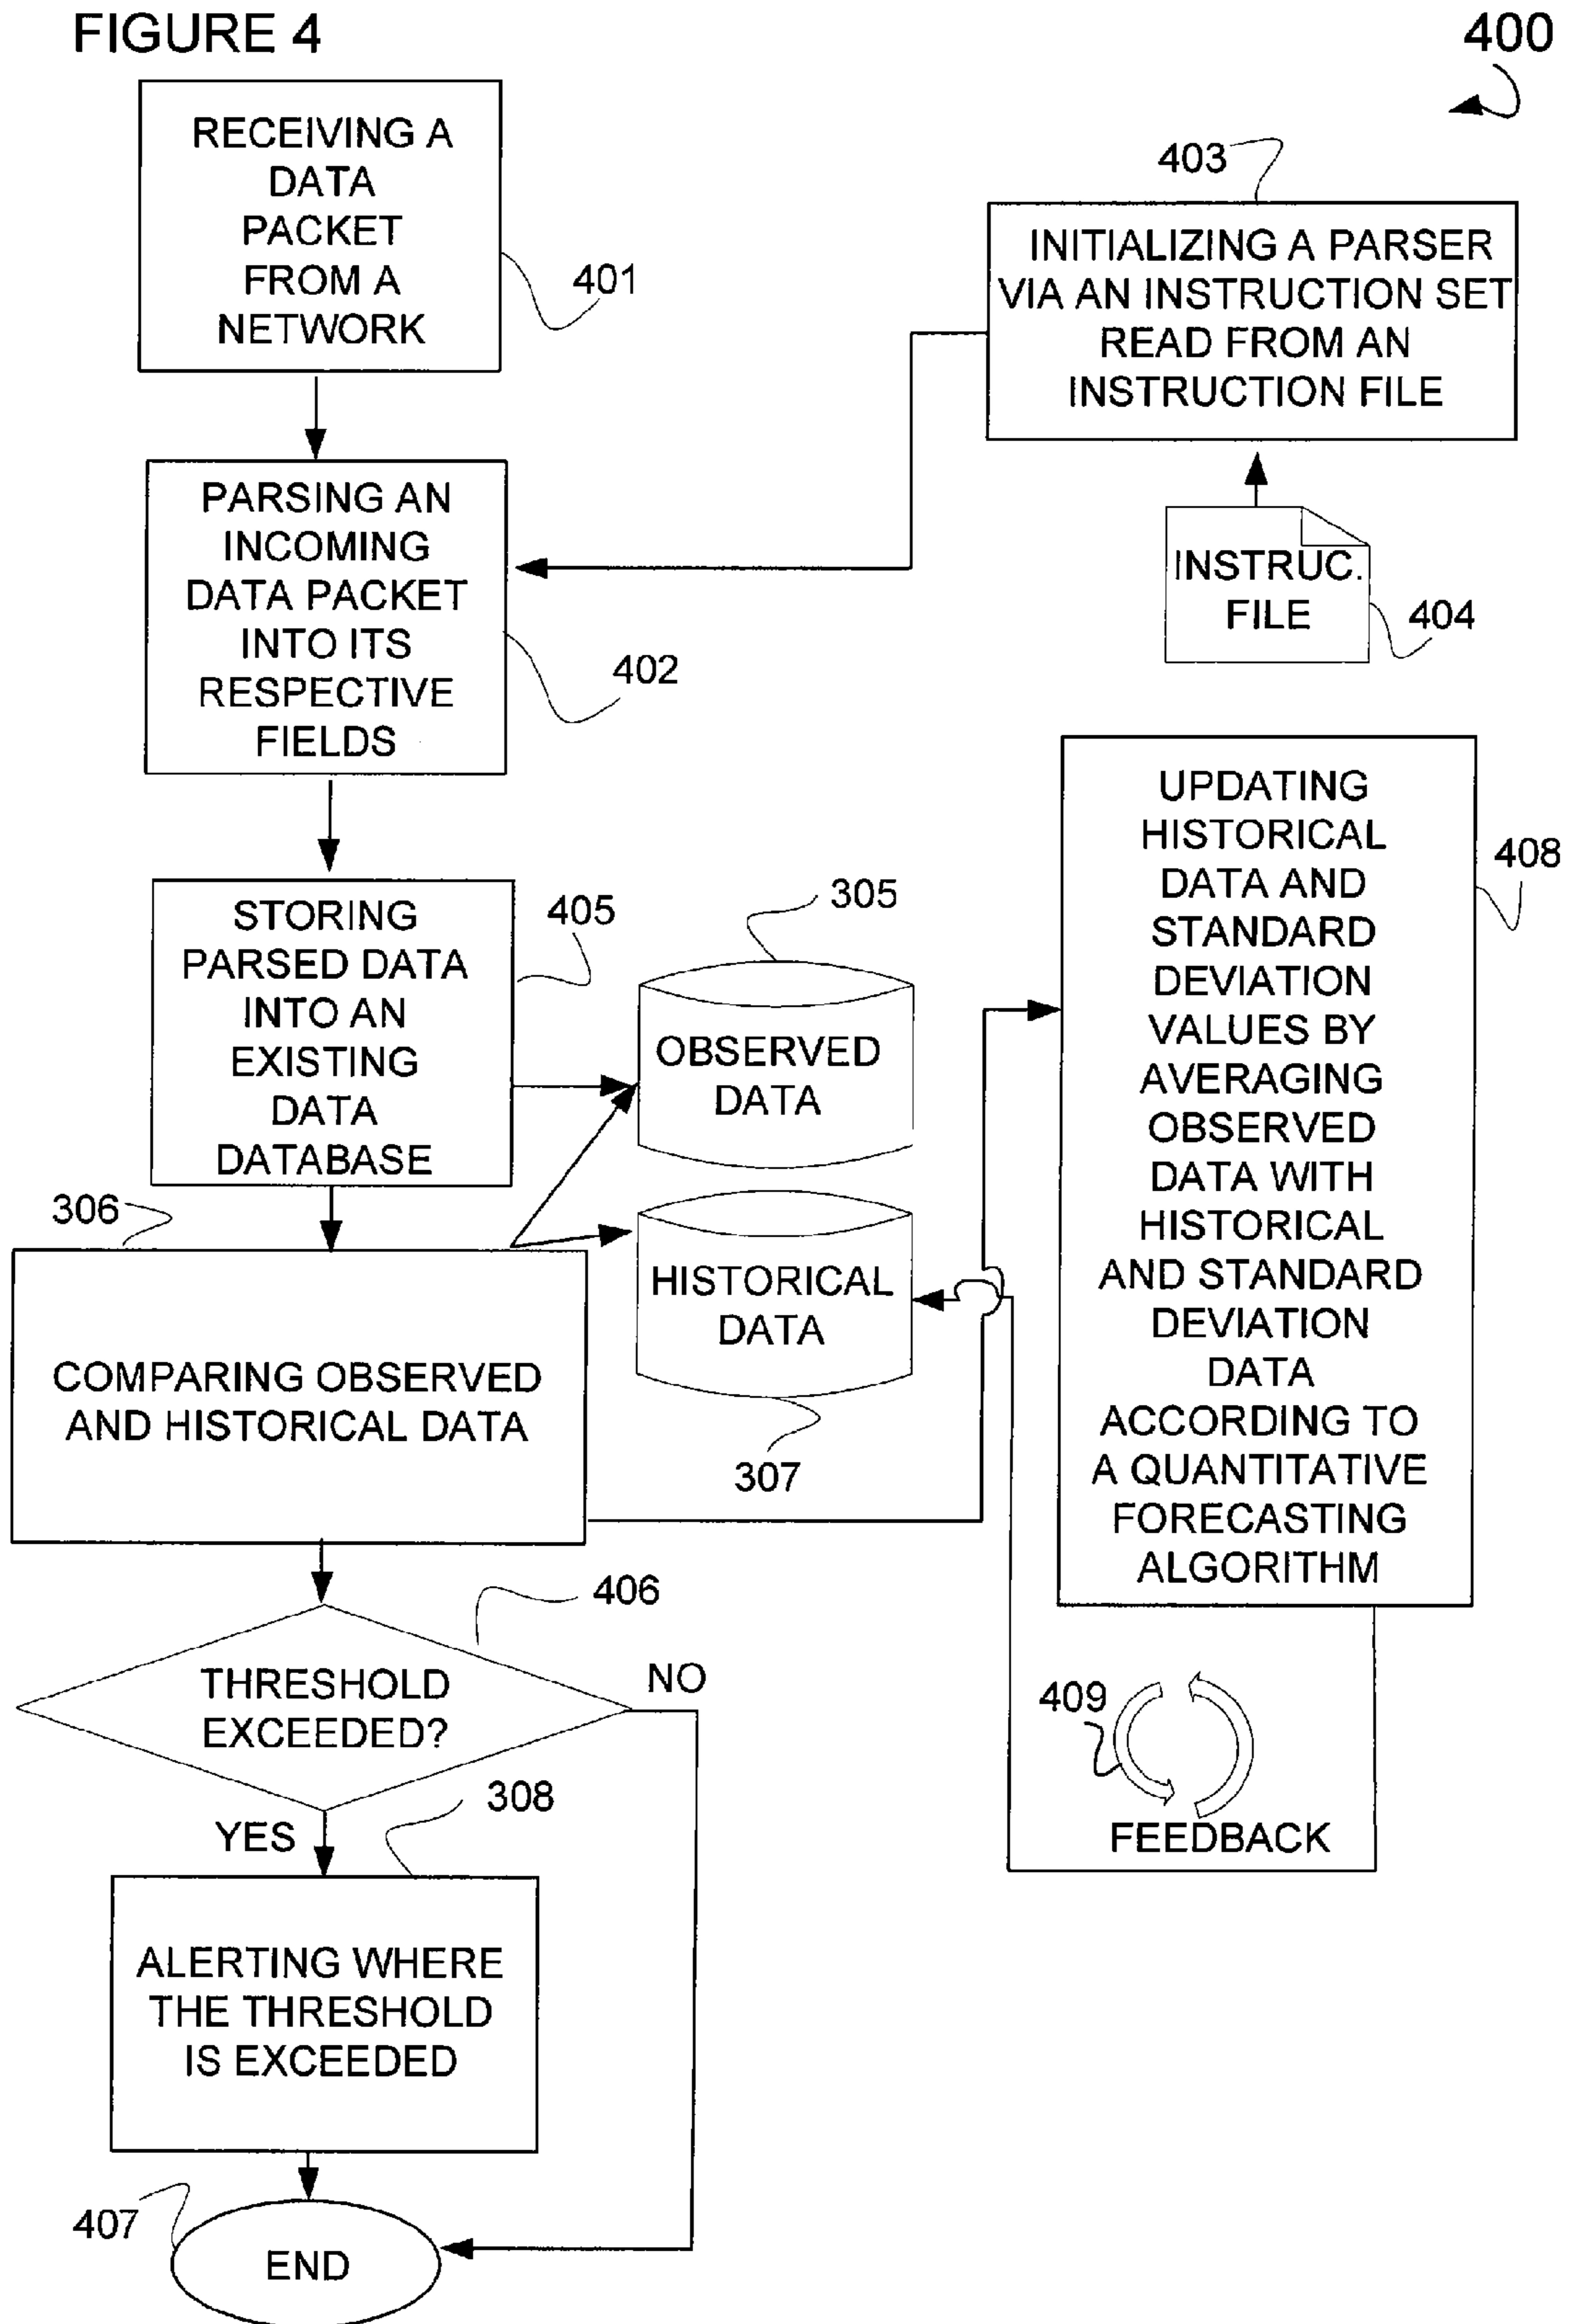 FIGURE 4
400
RECEIVING A
DATA
PACKET
FROM A
NETWORK
401
403
INITIALIZING A PARSER
VIA AN INSTRUCTION SET
READ FROM AN
INSTRUCTION FILE
PARSING AN
INCOMING
DATA PACKET
INTO ITS
RESPECTIVE
FIELDS
402
INSTRUC.
FILE
404
STORING
PARSED DATA
INTO AN
EXISTING
DATA
DATABASE
405
305
OBSERVED
DATA
UPDATING
HISTORICAL
DATA AND
STANDARD
DEVIATION
VALUES BY
AVERAGING
OBSERVED
DATA WITH
HISTORICAL
AND STANDARD
DEVIATION
DATA
ACCORDING TO
A QUANTITATIVE
FORECASTING
ALGORITHM
408
306
COMPARING OBSERVED
AND HISTORICAL DATA
HISTORICAL
DATA
307
406
THRESHOLD
EXCEEDED?
NO
YES
409
FEEDBACK
308
ALERTING WHERE
THE THRESHOLD
IS EXCEEDED
407
END